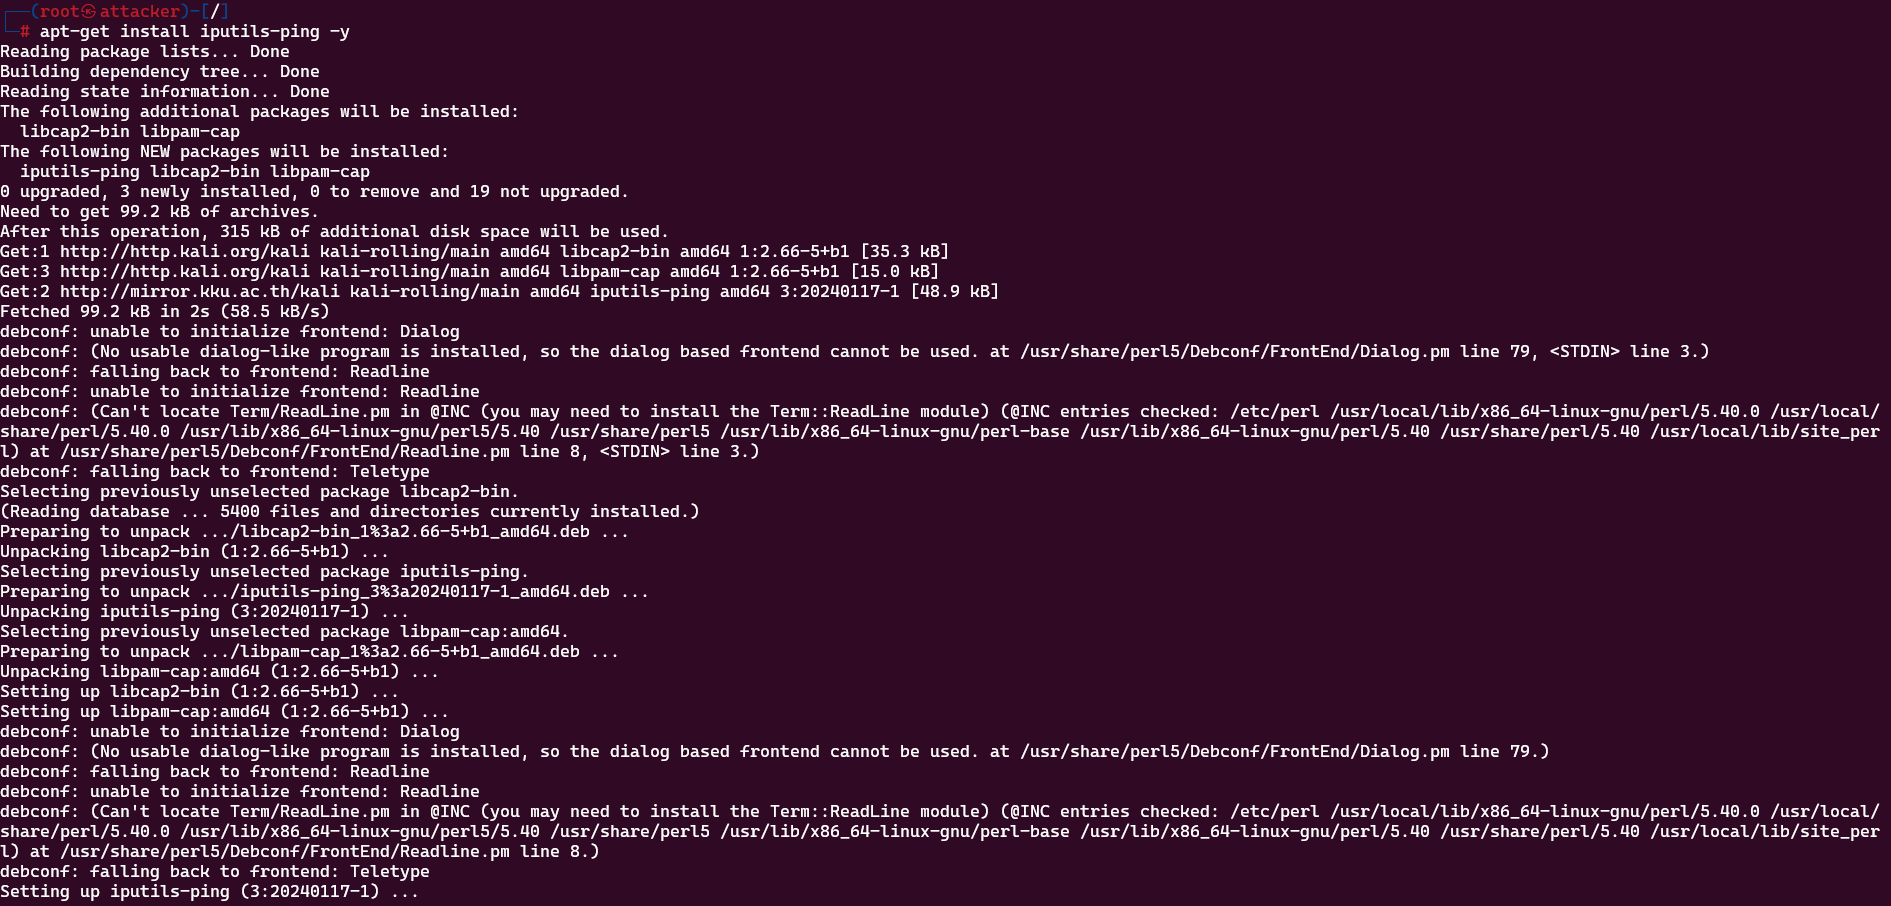 ┌──(root㉿attacker)-[/]
└─# apt-get install iputils-ping -y
Reading package lists... Done
Building dependency tree... Done
Reading state information... Done
The following additional packages will be installed:
  libcap2-bin libpam-cap
The following NEW packages will be installed:
  iputils-ping libcap2-bin libpam-cap
0 upgraded, 3 newly installed, 0 to remove and 19 not upgraded.
Need to get 99.2 kB of archives.
After this operation, 315 kB of additional disk space will be used.
Get:1 http://http.kali.org/kali kali-rolling/main amd64 libcap2-bin amd64 1:2.66-5+b1 [35.3 kB]
Get:3 http://http.kali.org/kali kali-rolling/main amd64 libpam-cap amd64 1:2.66-5+b1 [15.0 kB]
Get:2 http://mirror.kku.ac.th/kali kali-rolling/main amd64 iputils-ping amd64 3:20240117-1 [48.9 kB]
Fetched 99.2 kB in 2s (58.5 kB/s)
debconf: unable to initialize frontend: Dialog
debconf: (No usable dialog-like program is installed, so the dialog based frontend cannot be used. at /usr/share/perl5/Debconf/FrontEnd/Dialog.pm line 79, <STDIN> line 3.)
debconf: falling back to frontend: Readline
debconf: unable to initialize frontend: Readline
debconf: (Can't locate Term/ReadLine.pm in @INC (you may need to install the Term::ReadLine module) (@INC entries checked: /etc/perl /usr/local/lib/x86_64-linux-gnu/perl/5.40.0 /usr/local/
share/perl/5.40.0 /usr/lib/x86_64-linux-gnu/perl5/5.40 /usr/share/perl5 /usr/lib/x86_64-linux-gnu/perl-base /usr/lib/x86_64-linux-gnu/perl/5.40 /usr/share/perl/5.40 /usr/local/lib/site_per
l) at /usr/share/perl5/Debconf/FrontEnd/Readline.pm line 8, <STDIN> line 3.)
debconf: falling back to frontend: Teletype
Selecting previously unselected package libcap2-bin.
(Reading database ... 5400 files and directories currently installed.)
Preparing to unpack .../libcap2-bin_1%3a2.66-5+b1_amd64.deb ...
Unpacking libcap2-bin (1:2.66-5+b1) ...
Selecting previously unselected package iputils-ping.
Preparing to unpack .../iputils-ping_3%3a20240117-1_amd64.deb ...
Unpacking iputils-ping (3:20240117-1) ...
Selecting previously unselected package libpam-cap:amd64.
Preparing to unpack .../libpam-cap_1%3a2.66-5+b1_amd64.deb ...
Unpacking libpam-cap:amd64 (1:2.66-5+b1) ...
Setting up libcap2-bin (1:2.66-5+b1) ...
Setting up libpam-cap:amd64 (1:2.66-5+b1) ...
debconf: unable to initialize frontend: Dialog
debconf: (No usable dialog-like program is installed, so the dialog based frontend cannot be used. at /usr/share/perl5/Debconf/FrontEnd/Dialog.pm line 79.)
debconf: falling back to frontend: Readline
debconf: unable to initialize frontend: Readline
debconf: (Can't locate Term/ReadLine.pm in @INC (you may need to install the Term::ReadLine module) (@INC entries checked: /etc/perl /usr/local/lib/x86_64-linux-gnu/perl/5.40.0 /usr/local/
share/perl/5.40.0 /usr/lib/x86_64-linux-gnu/perl5/5.40 /usr/share/perl5 /usr/lib/x86_64-linux-gnu/perl-base /usr/lib/x86_64-linux-gnu/perl/5.40 /usr/share/perl/5.40 /usr/local/lib/site_per
l) at /usr/share/perl5/Debconf/FrontEnd/Readline.pm line 8.)
debconf: falling back to frontend: Teletype
Setting up iputils-ping (3:20240117-1) ...